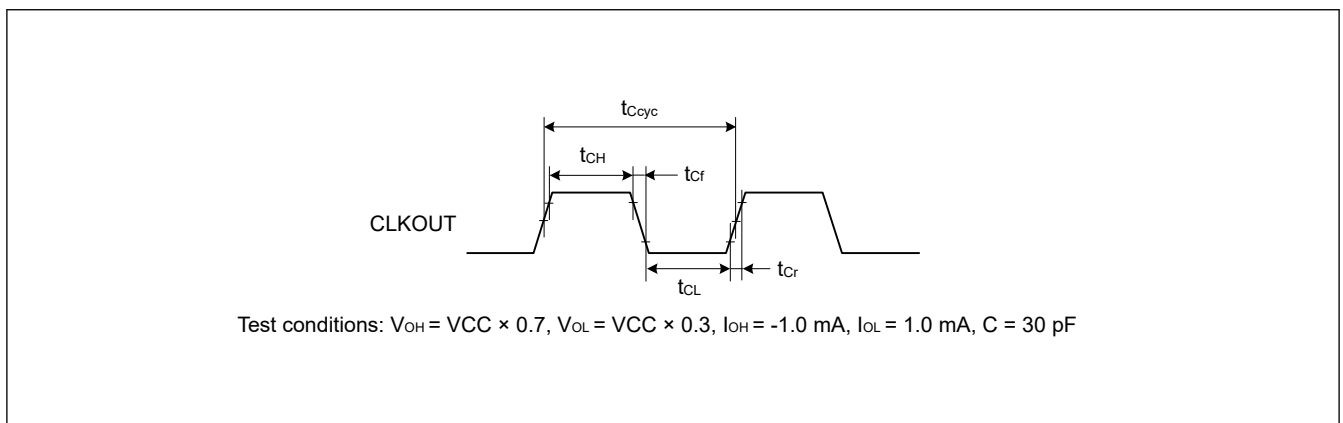 tCcyc
tCH
tCf
CLKOUT
tCL
tCr
Test conditions: VOH = VCC × 0.7, VOL = VCC × 0.3, IOH = -1.0 mA, IOL = 1.0 mA, C = 30 pF